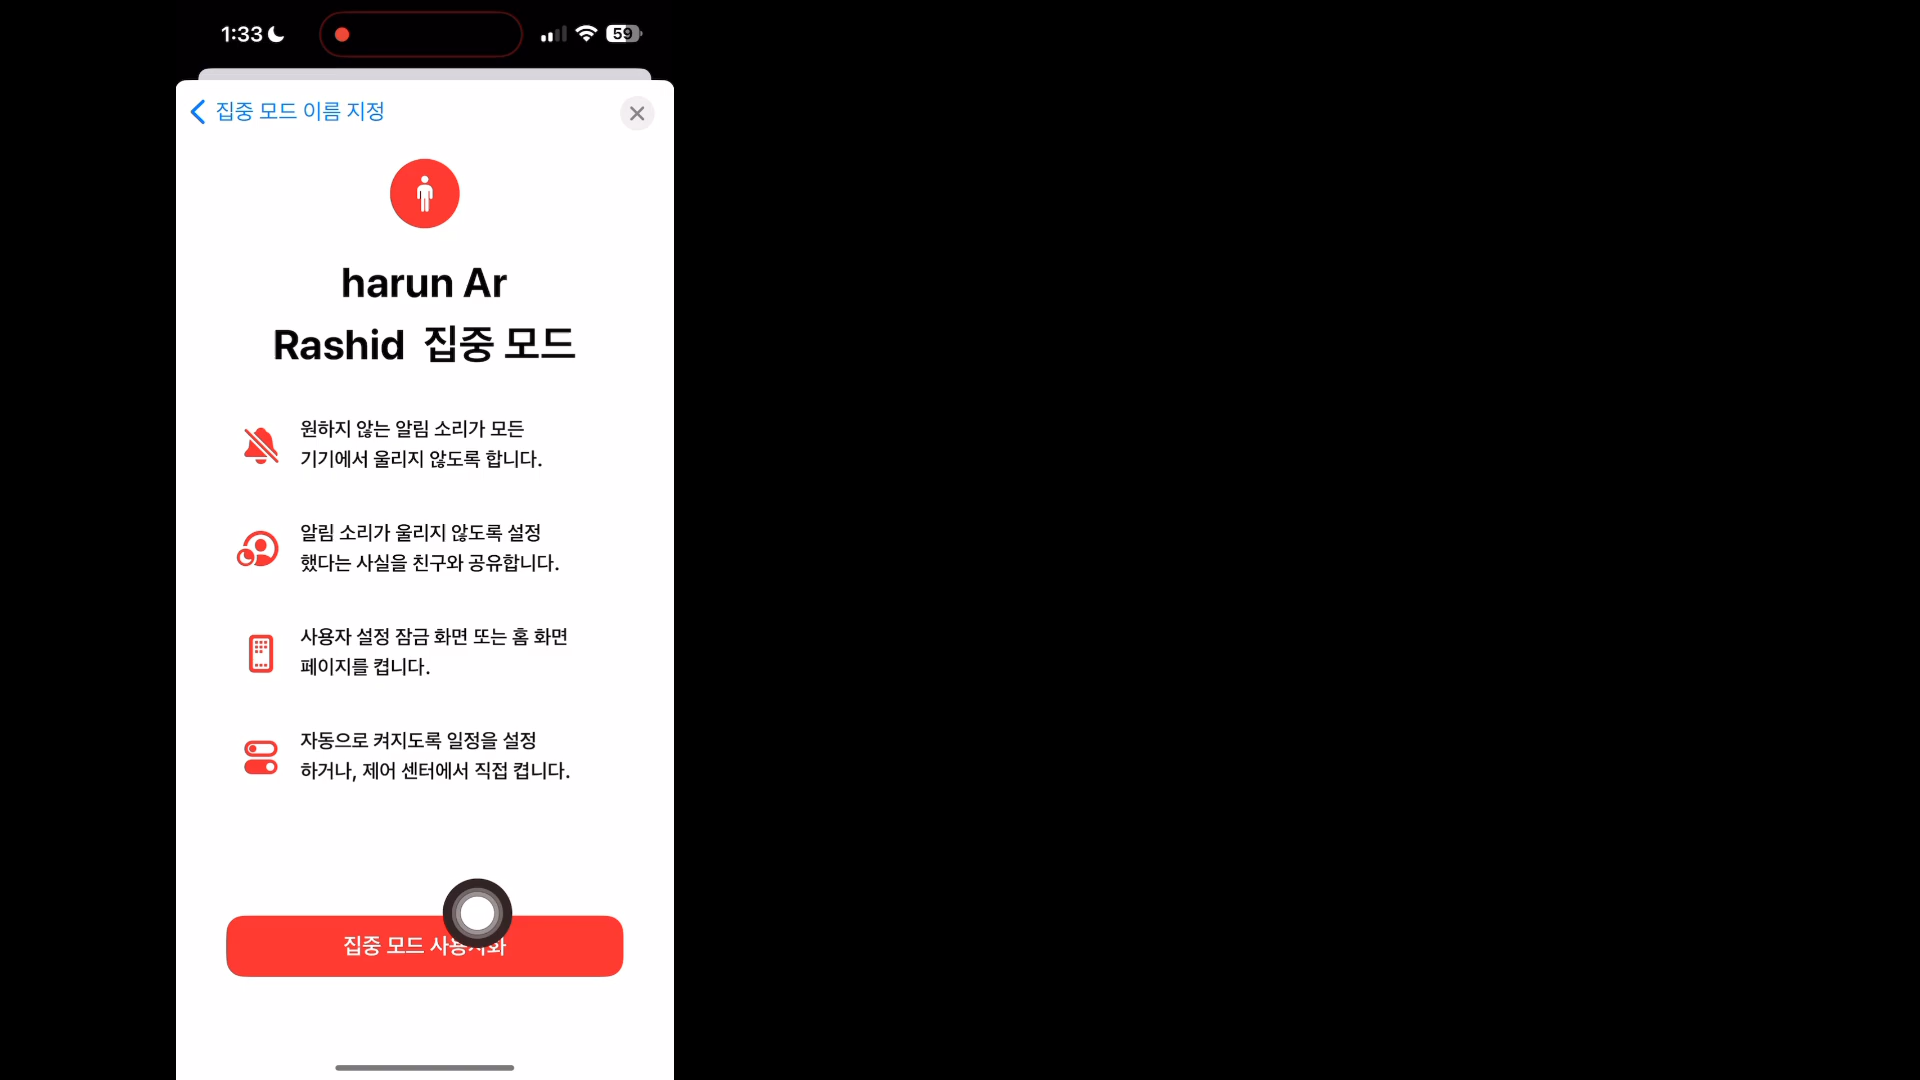 1:33
59
집중 모드 이름 지정
harun Ar
Rashid 집중 모드
원하지 않는 알림 소리가 모든
기기에서 울리지 않도록 합니다.
알림 소리가 울리지 않도록 설정
했다는 사실을 친구와 공유합니다.
사용자 설정 잠금 화면 또는 홈 화면
페이지를 켭니다.
자동으로 켜지도록 일정을 설정
하거나, 제어 센터에서 직접 켭니다.
집중 모드 사용자화